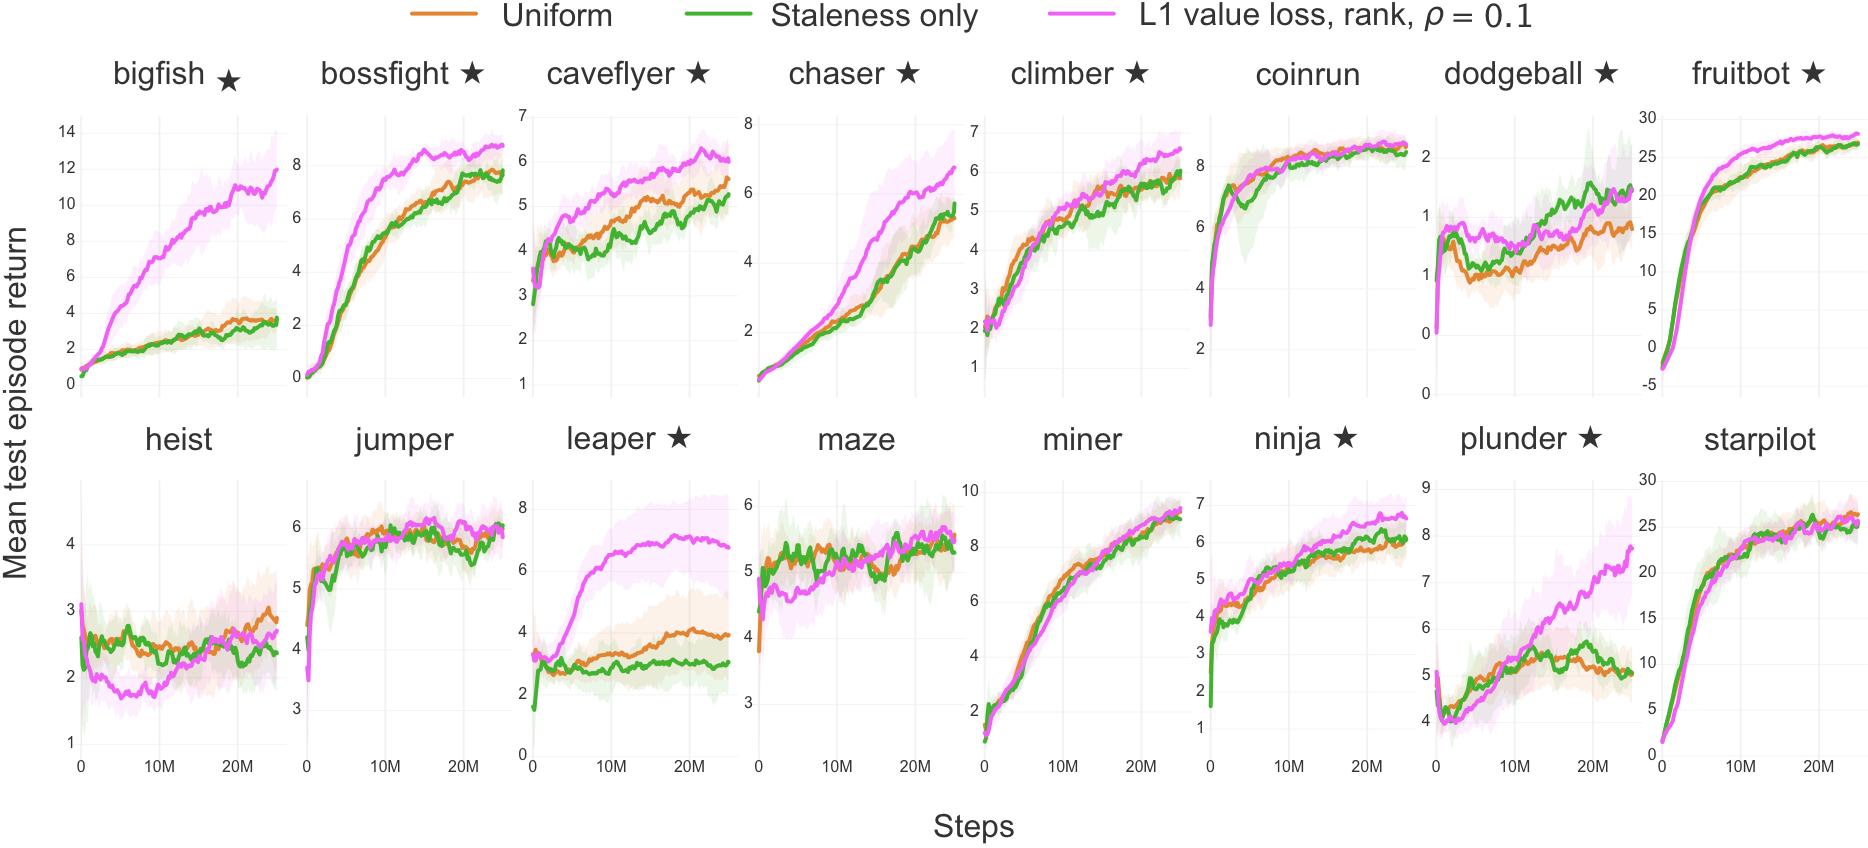 Uniform Staleness only L1 value loss, rank, ρ = 0.1
bigfish ★ bossfight ★ caveflyer ★ chaser ★ climber ★ coinrun dodgeball ★ fruitbot ★
14 12 10 8 6 4 2 0
8 6 4 2 0
7 6 5 4 3 2 1
8 6 4 2
7 6 5 4 3 2 1
8 6 4 2
2 1 1 0 0
30 25 20 15 10 5 0 -5
Mean test episode return
heist jumper leaper ★ maze miner ninja ★ plunder ★ starpilot
4 3 2 1
6 5 4 3
8 6 4 2 0
6 5 4 3
10 8 6 4 2
7 6 5 4 3 2 1
9 8 7 6 5 4
30 25 20 15 10 5 0
0 10M 20M 0 10M 20M 0 10M 20M 0 10M 20M 0 10M 20M 0 10M 20M 0 10M 20M 0 10M 20M
Steps